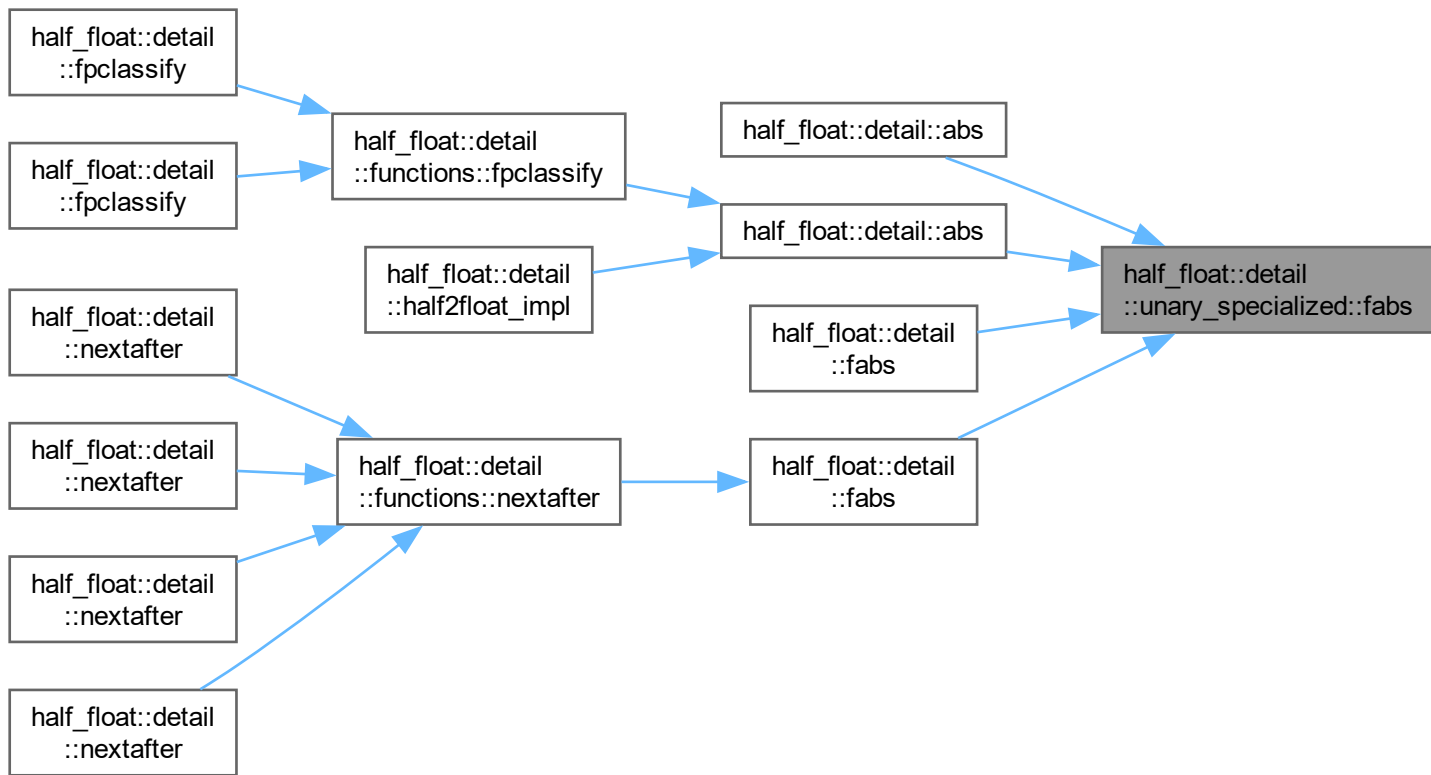 half_float::detail
::fpclassify
half_float::detail
::fpclassify
half_float::detail
::nextafter
half_float::detail
::nextafter
half_float::detail
::nextafter
half_float::detail
::nextafter
half_float::detail
::functions::fpclassify
half_float::detail
::half2float_impl
half_float::detail
::functions::nextafter
half_float::detail::abs
half_float::detail::abs
half_float::detail
::fabs
half_float::detail
::fabs
half_float::detail
::unary_specialized::fabs